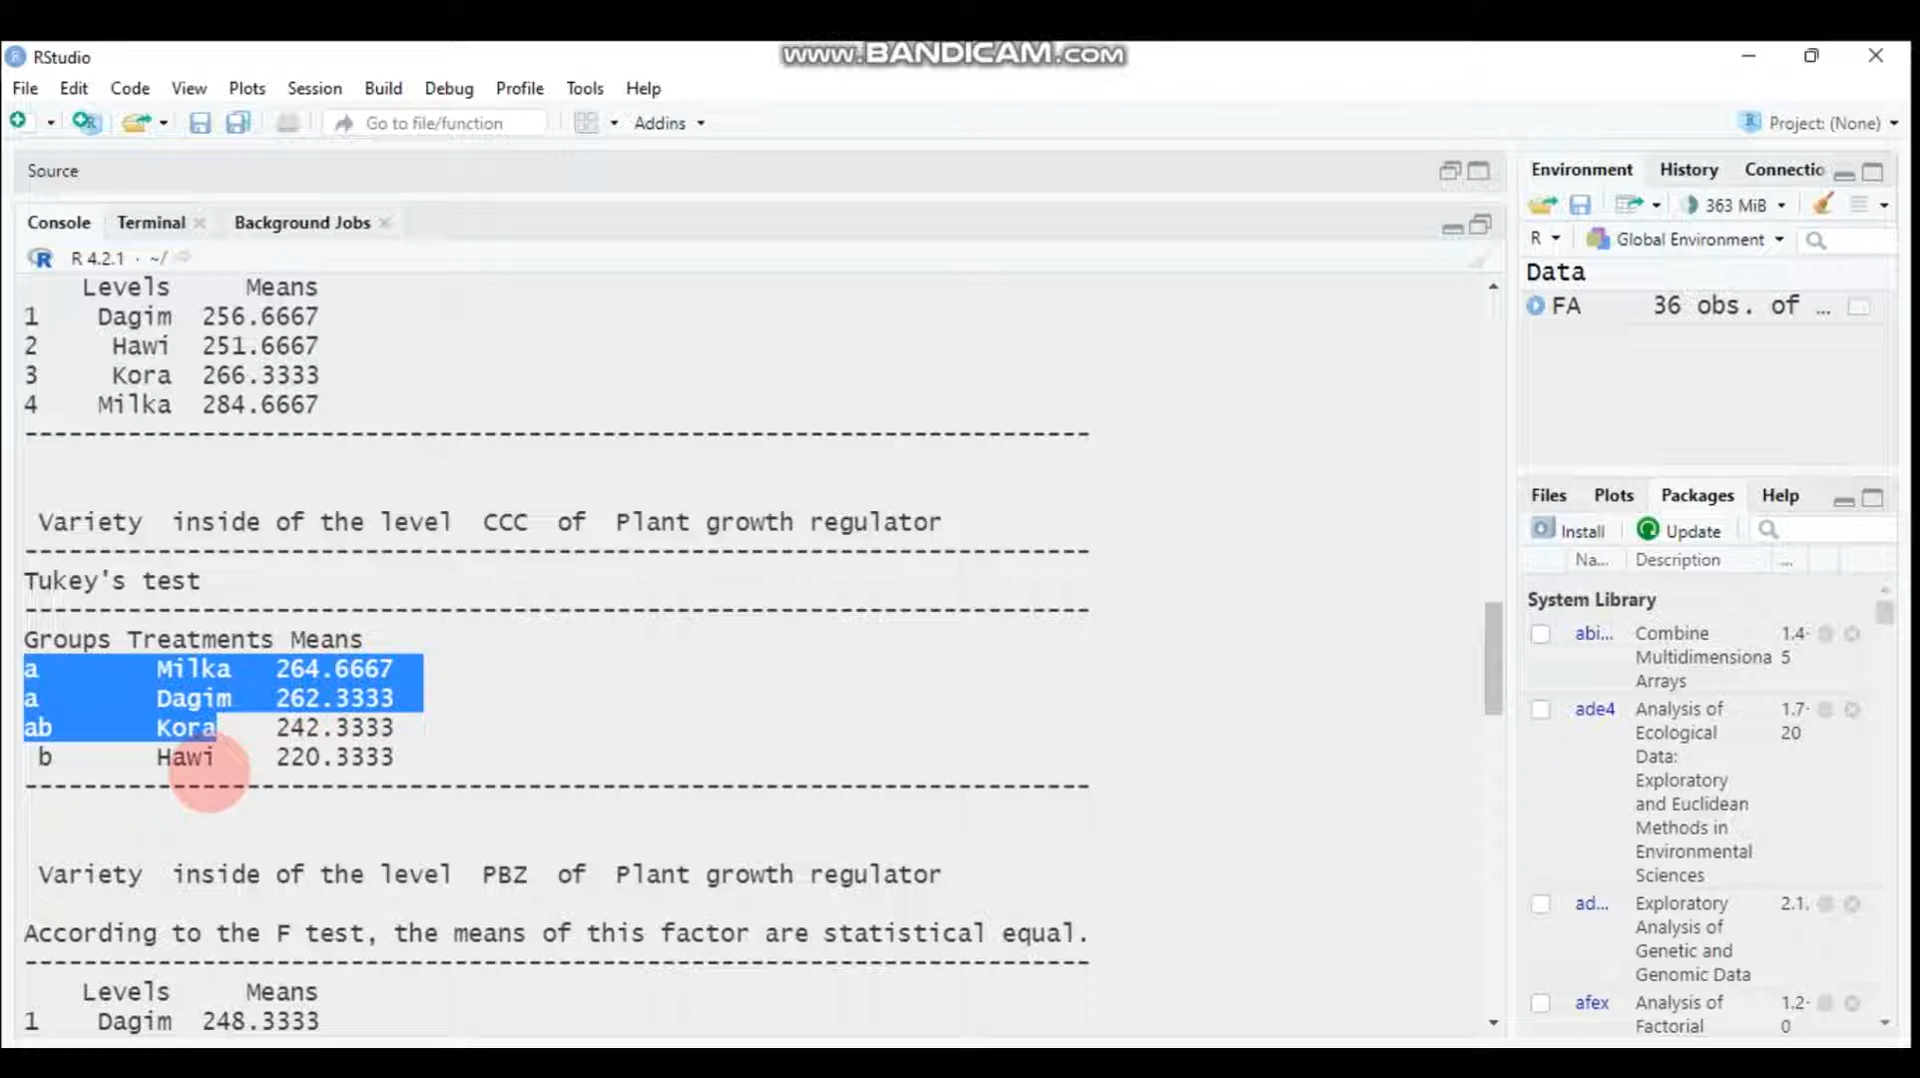 www.BANDICAM.com
RStudio
File Edit Code View Plots Session Build Debug Profile Tools Help
Go to file/function Addins Project: (None)
Source
Console Terminal Background Jobs
R 4.2.1 · ~/
Levels Means
1 Dagim 256.6667
2 Hawi 251.6667
3 Kora 266.3333
4 Milka 284.6667
--------------------------------------------------------------------------
Variety inside of the level CCC of Plant growth regulator
--------------------------------------------------------------------------
Tukey's test
--------------------------------------------------------------------------
Groups Treatments Means
a Milka 264.6667
a Dagim 262.3333
ab Kora 242.3333
b Hawi 220.3333
--------------------------------------------------------------------------
Variety inside of the level PBZ of Plant growth regulator
According to the F test, the means of this factor are statistical equal.
--------------------------------------------------------------------------
Levels Means
1 Dagim 248.3333
Environment History Connectio
363 MiB
R Global Environment
Data
FA 36 obs. of …
Files Plots Packages Help
Install Update
Na... Description ...
System Library
abi... Combine 1.4-
Multidimensiona 5
Arrays
ade4 Analysis of 1.7-
Ecological 20
Data:
Exploratory
and Euclidean
Methods in
Environmental
Sciences
ad... Exploratory 2.1.
Analysis of
Genetic and
Genomic Data
afex Analysis of 1.2-
Factorial 0